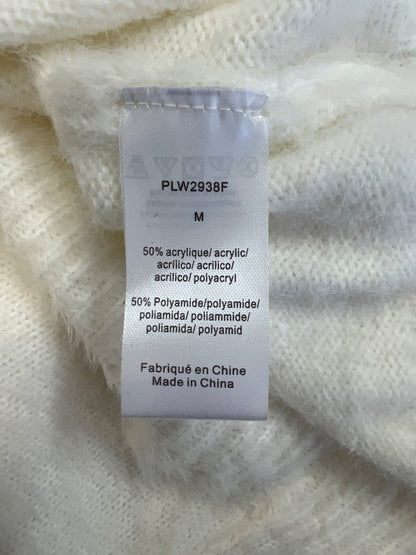 PLW2938F
M
50% acrylique/ acrylic/
acrílico/ acrilico/
acrílico/ polyacryl
50% Polyamide/polyamide/
poliamida/ poliammide/
poliamida/ polyamid
Fabriqué en Chine
Made in China